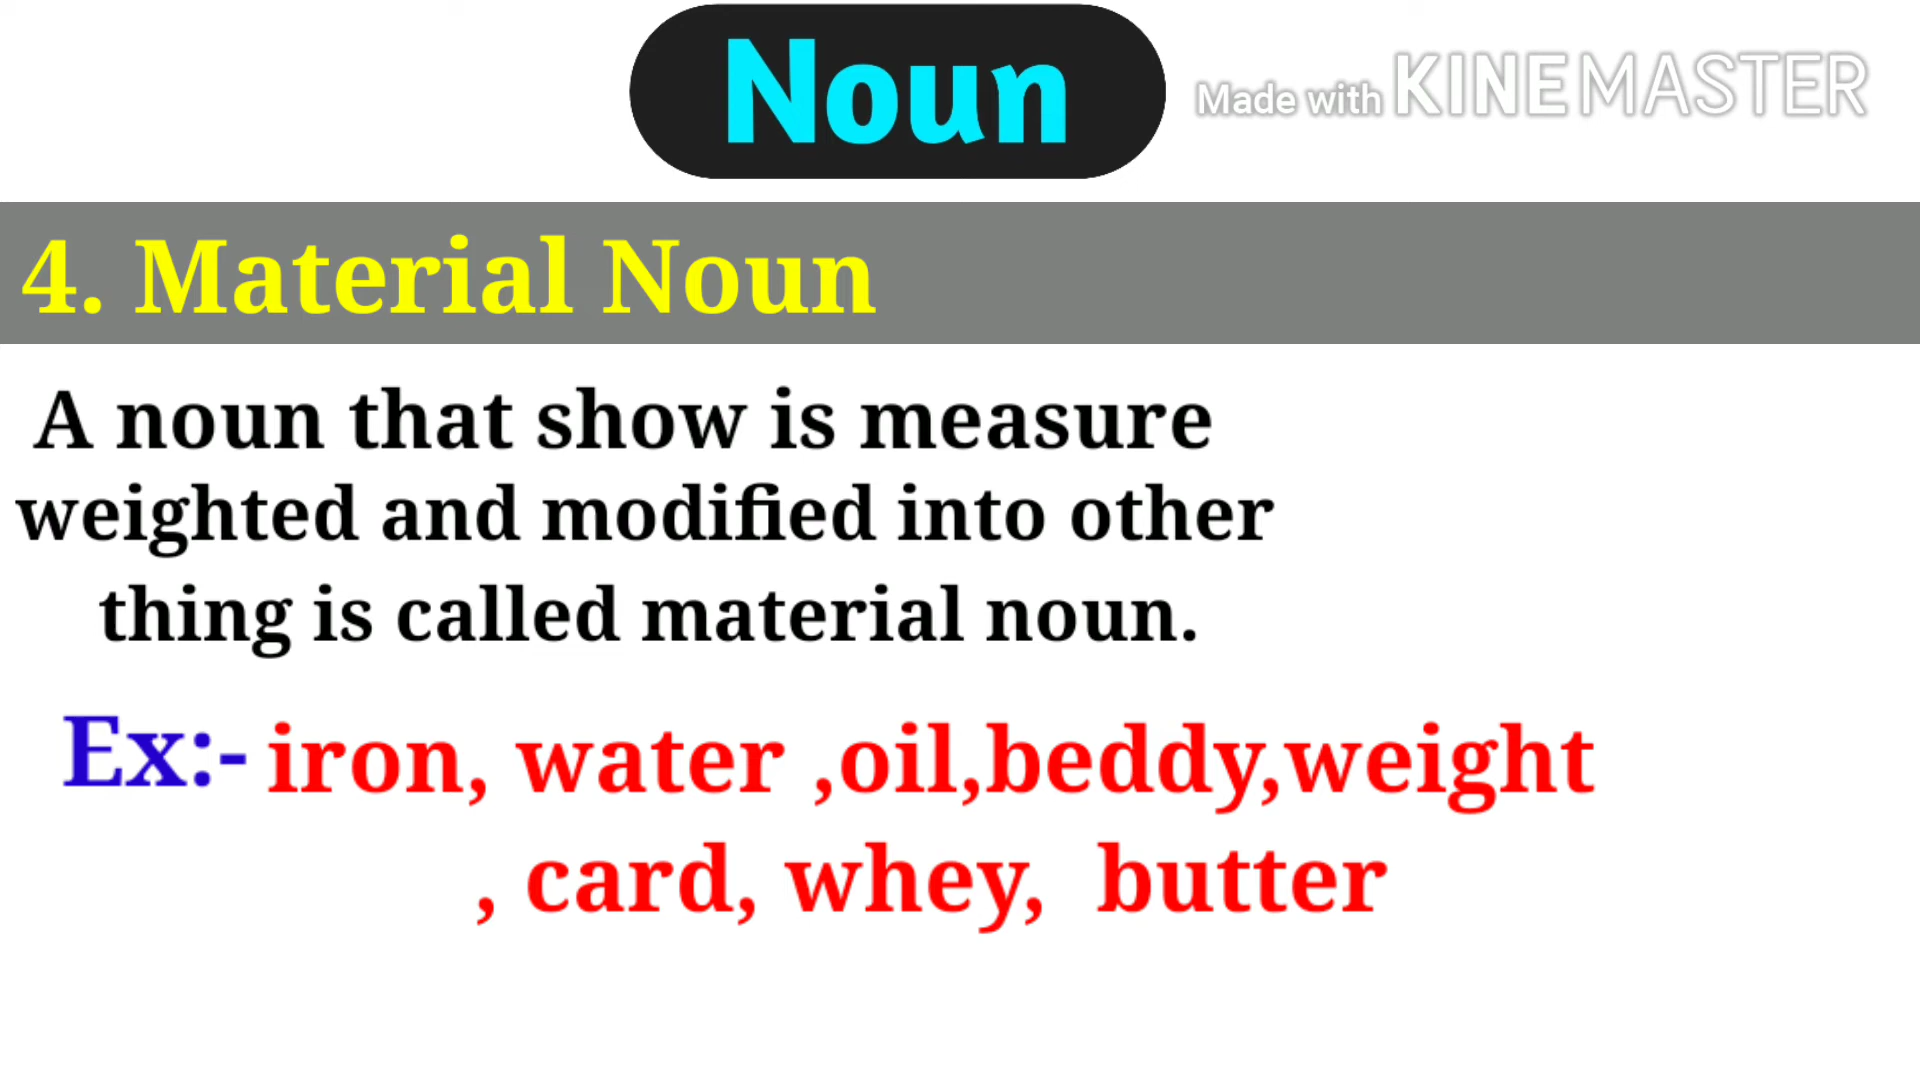 Noun
Made with KINEMASTER
4. Material Noun
A noun that show is measure
weighted and modified into other
thing is called material noun.
Ex:- iron, water ,oil,beddy,weight
, card, whey, butter